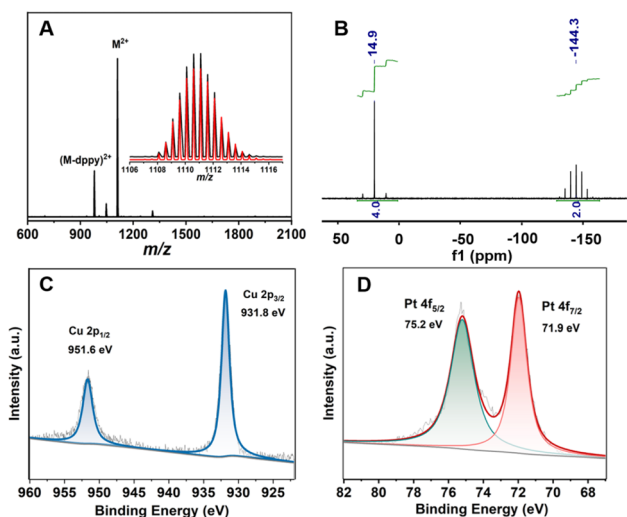 A
M2+
(M-dppy)2+
1106 1108 1110 1112 1114 1116
m/z
600 900 1200 1500 1800 2100
m/z
B
14.9
-144.3
4.0
2.0
50 0 -50 -100 -150
f1 (ppm)
C
Cu 2p3/2
931.8 eV
Cu 2p1/2
951.6 eV
Intensity (a.u.)
960 955 950 945 940 935 930 925
Binding Energy (eV)
D
Pt 4f5/2
75.2 eV
Pt 4f7/2
71.9 eV
Intensity (a.u.)
82 80 78 76 74 72 70 68
Binding Energy (eV)